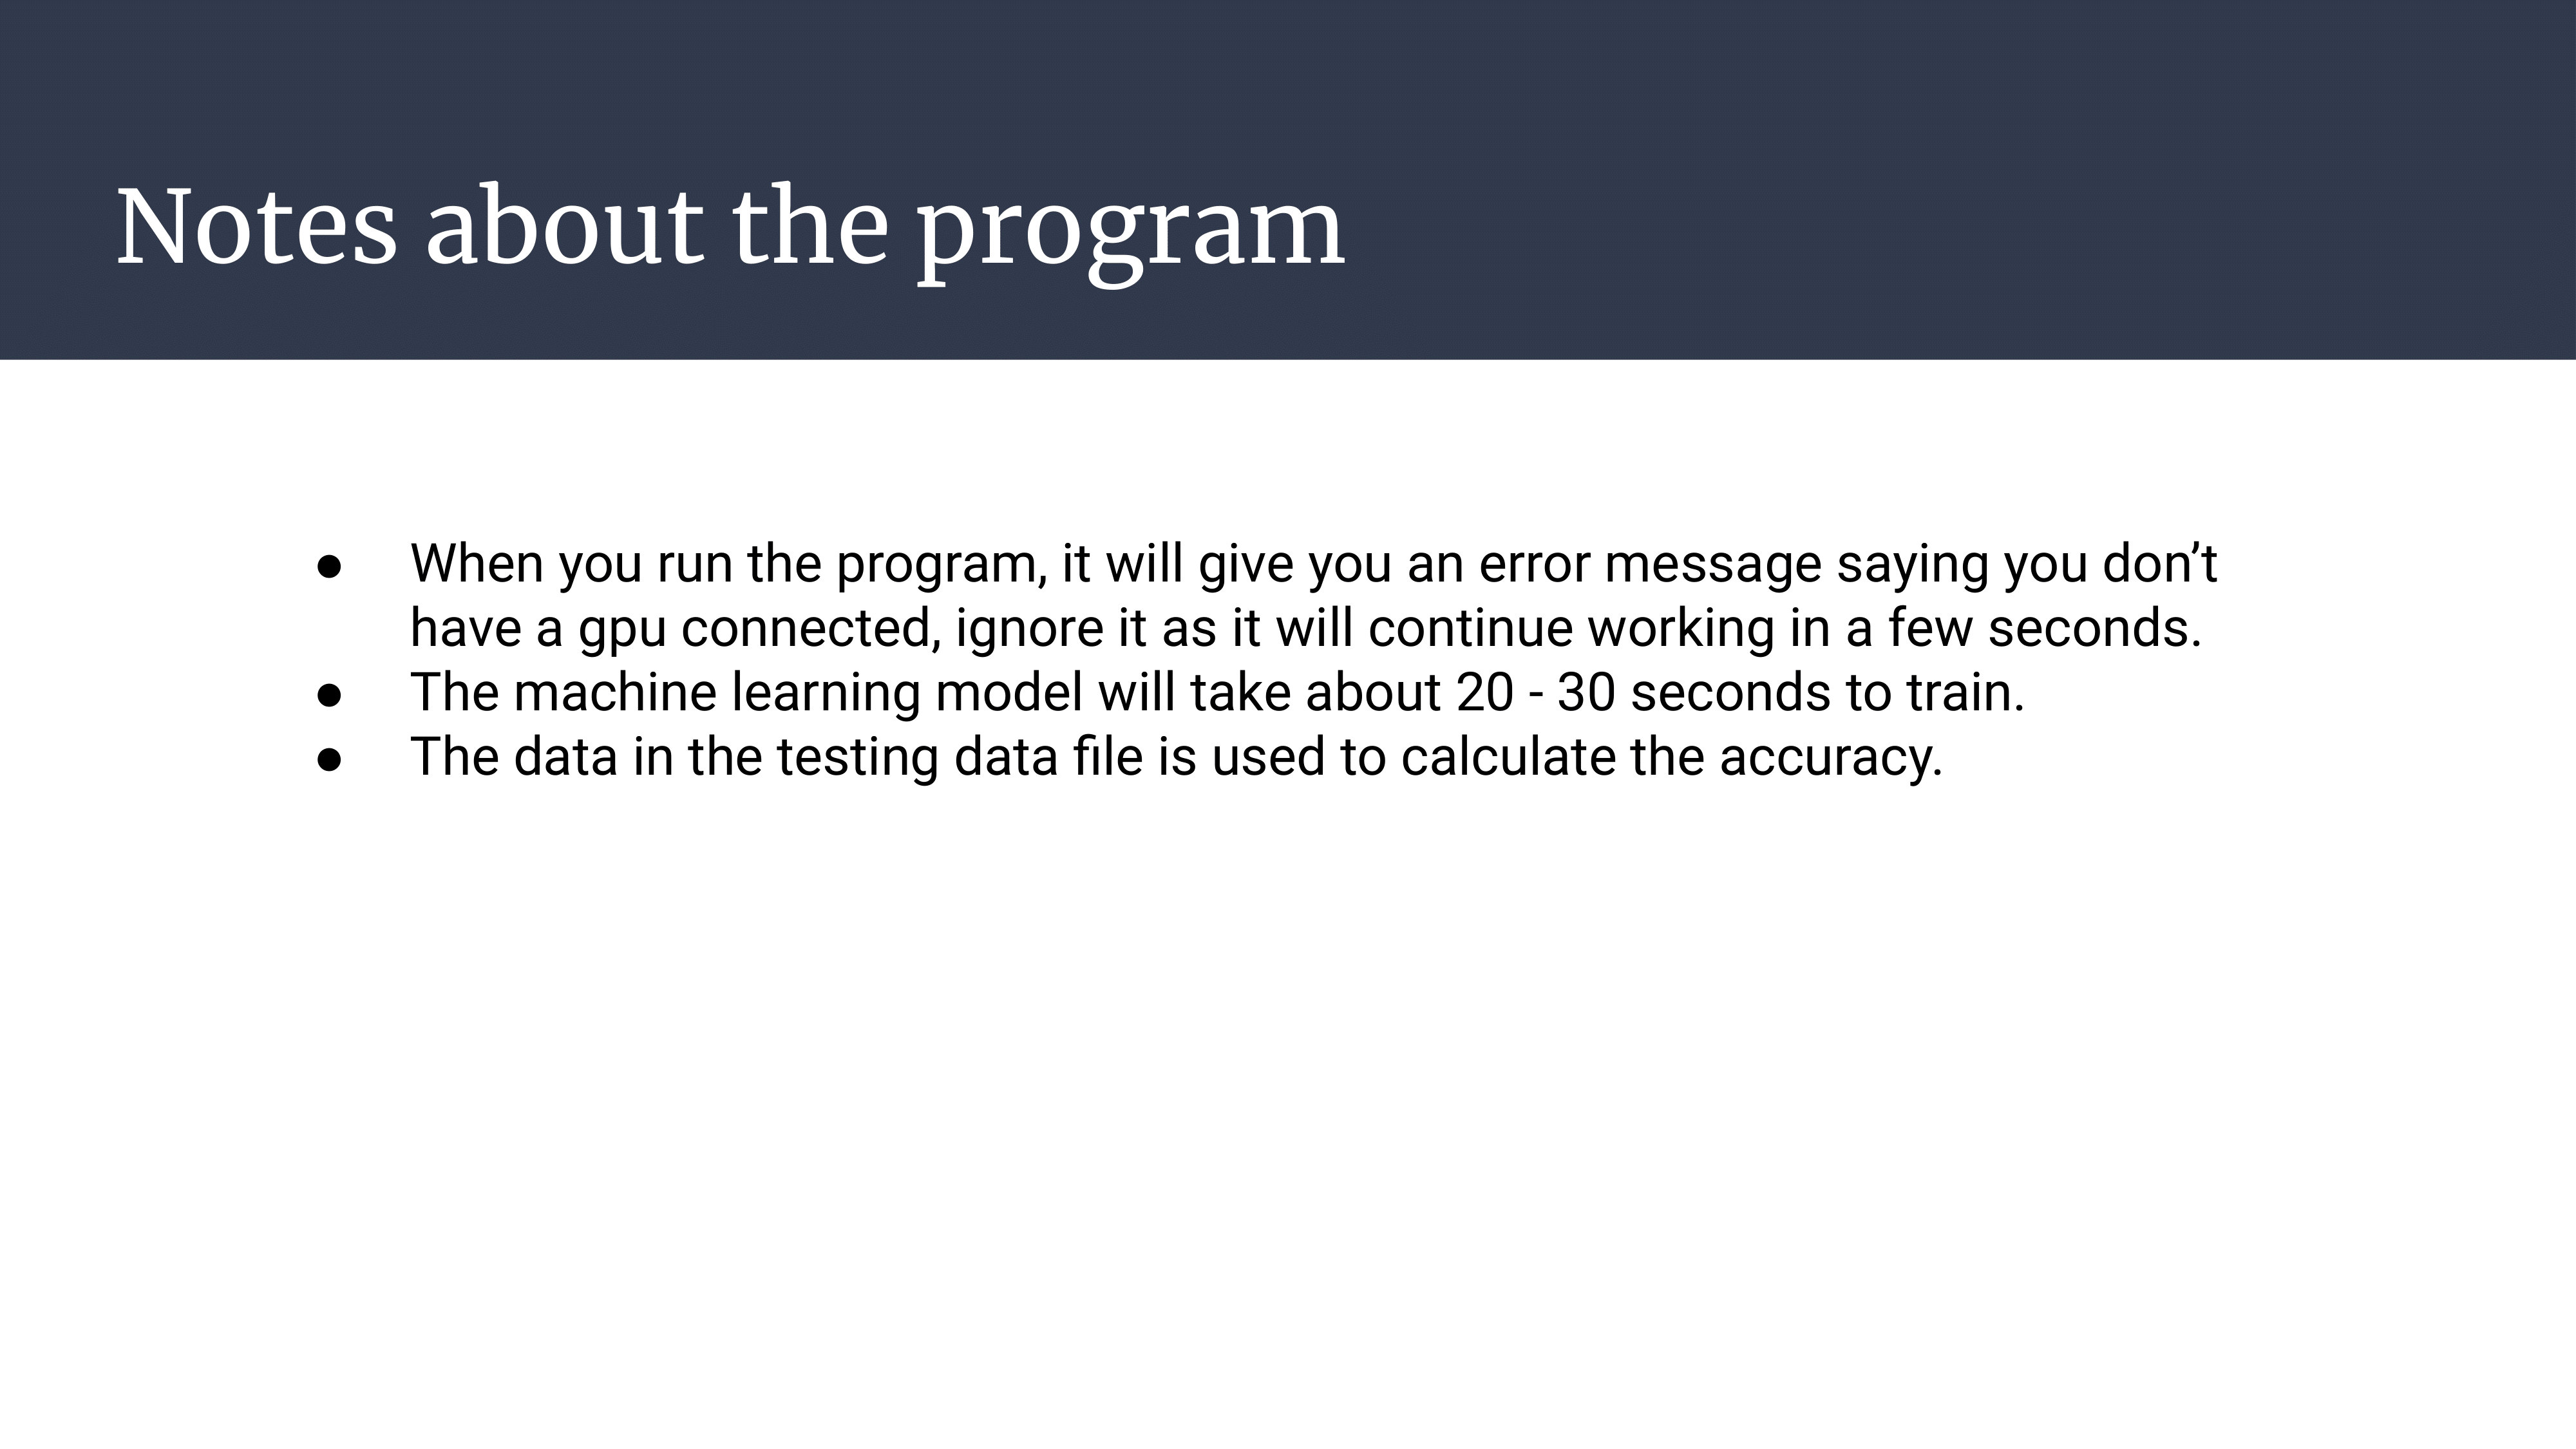 Notes about the program
● When you run the program, it will give you an error message saying you don’t
have a gpu connected, ignore it as it will continue working in a few seconds.
● The machine learning model will take about 20 - 30 seconds to train.
● The data in the testing data file is used to calculate the accuracy.